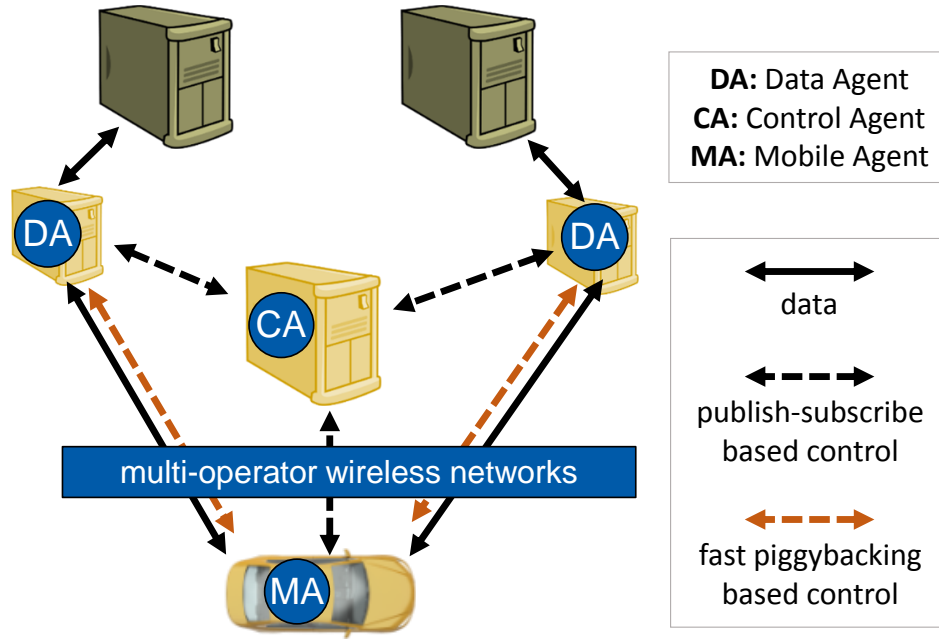 DA: Data Agent
CA: Control Agent
MA: Mobile Agent
DA
DA
CA
data
publish-subscribe
based control
multi-operator wireless networks
fast piggybacking
based control
MA